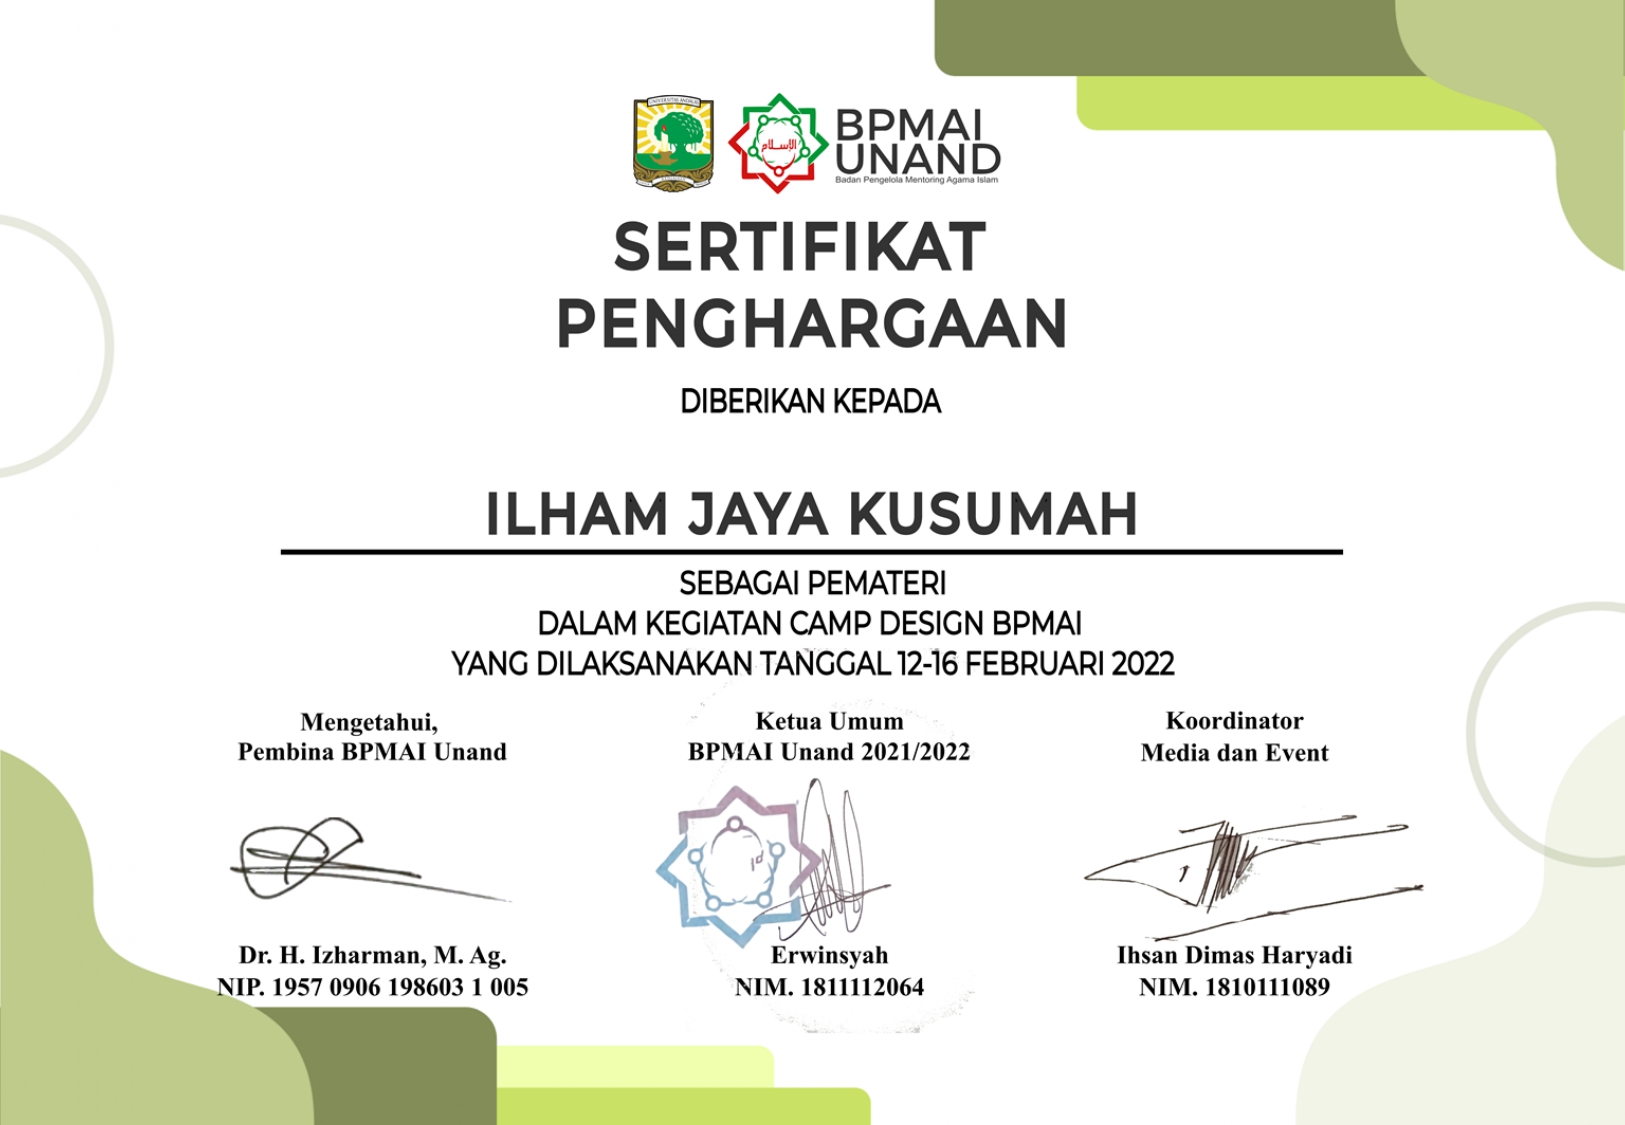 UNIVERSITAS ANDALAS
الإسلام
BPMAI
UNAND
Badan Pengelola Mentoring Agama Islam
SERTIFIKAT
PENGHARGAAN
DIBERIKAN KEPADA
ILHAM JAYA KUSUMAH
SEBAGAI PEMATERI
DALAM KEGIATAN CAMP DESIGN BPMAI
YANG DILAKSANAKAN TANGGAL 12-16 FEBRUARI 2022
Mengetahui,
Pembina BPMAI Unand
Dr. H. Izharman, M. Ag.
NIP. 1957 0906 198603 1 005
Ketua Umum
BPMAI Unand 2021/2022
Erwinsyah
NIM. 1811112064
Koordinator
Media dan Event
Ihsan Dimas Haryadi
NIM. 1810111089